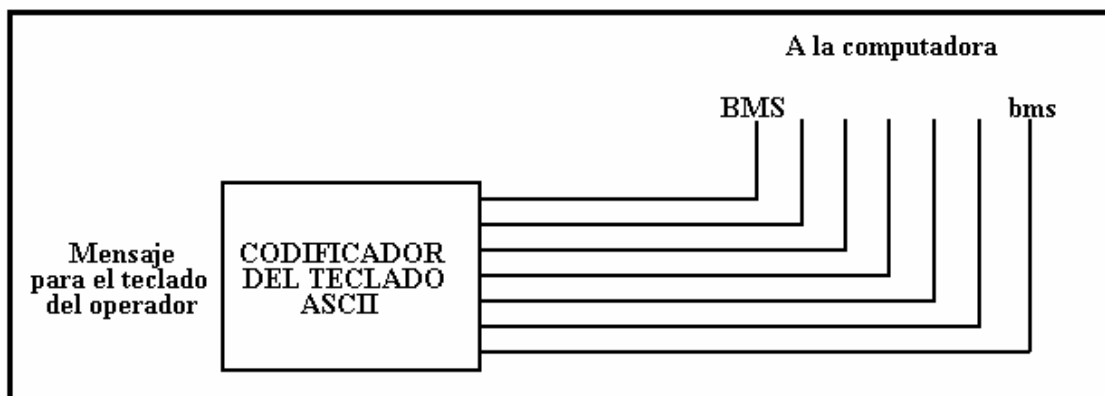 A la computadora
BMS
bms
Mensaje
para el teclado
del operador
CODIFICADOR
DEL TECLADO
ASCII